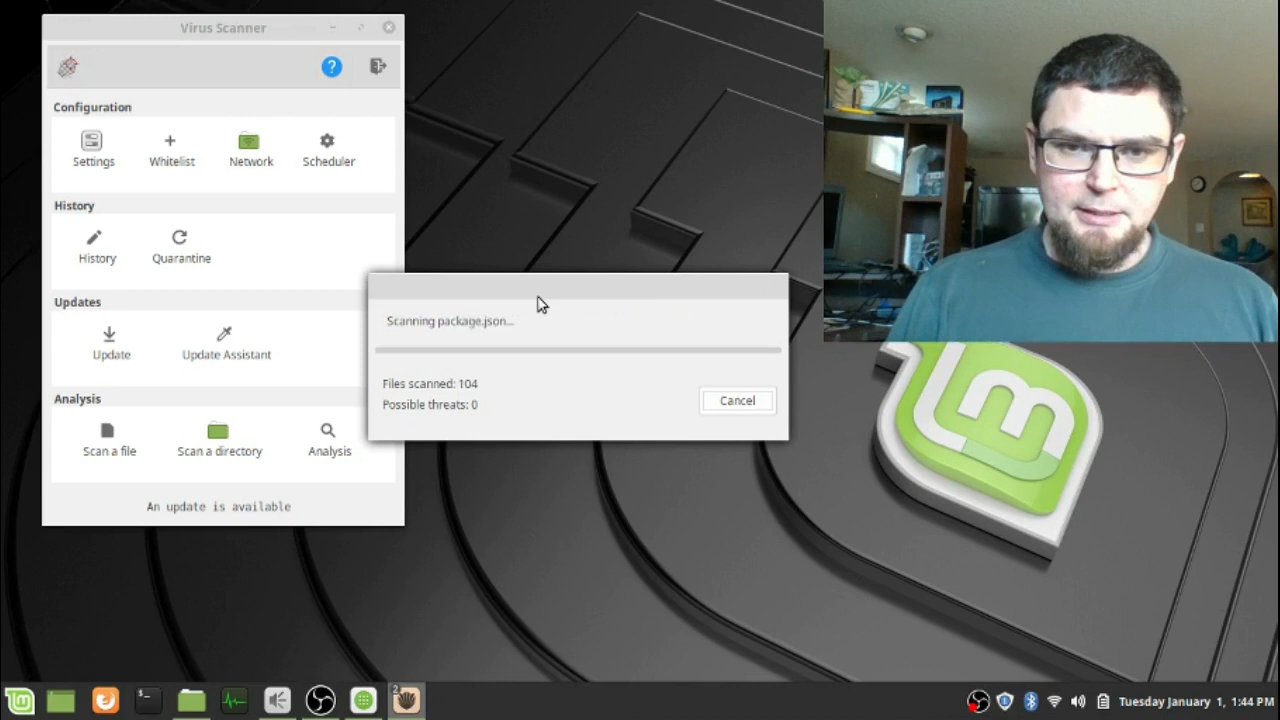 Virus Scanner
?
Configuration
Settings
Whitelist
Network
Scheduler
History
History
Quarantine
Updates
Update
Update Assistant
Analysis
Scan a file
Scan a directory
Analysis
An update is available
Scanning package.json...
Files scanned: 104
Possible threats: 0
Cancel
2
Tuesday January 1, 1:44 PM